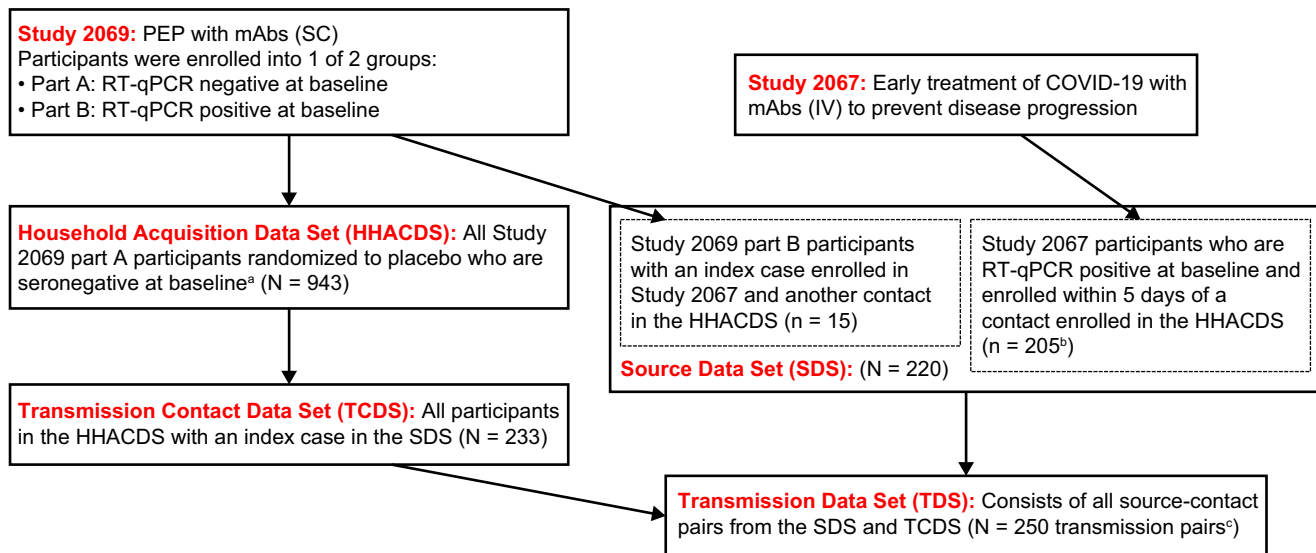 Study 2069: PEP with mAbs (SC)
Participants were enrolled into 1 of 2 groups:
• Part A: RT-qPCR negative at baseline
• Part B: RT-qPCR positive at baseline
Study 2067: Early treatment of COVID-19 with
mAbs (IV) to prevent disease progression
Household Acquisition Data Set (HHACDS): All Study
2069 part A participants randomized to placebo who are
seronegative at baselineᵃ (N = 943)
Study 2069 part B participants
with an index case enrolled in
Study 2067 and another contact
in the HHACDS (n = 15)
Study 2067 participants who are
RT-qPCR positive at baseline and
enrolled within 5 days of a
contact enrolled in the HHACDS
(n = 205ᵇ)
Source Data Set (SDS): (N = 220)
Transmission Contact Data Set (TCDS): All participants
in the HHACDS with an index case in the SDS (N = 233)
Transmission Data Set (TDS): Consists of all source-contact
pairs from the SDS and TCDS (N = 250 transmission pairsᶜ)